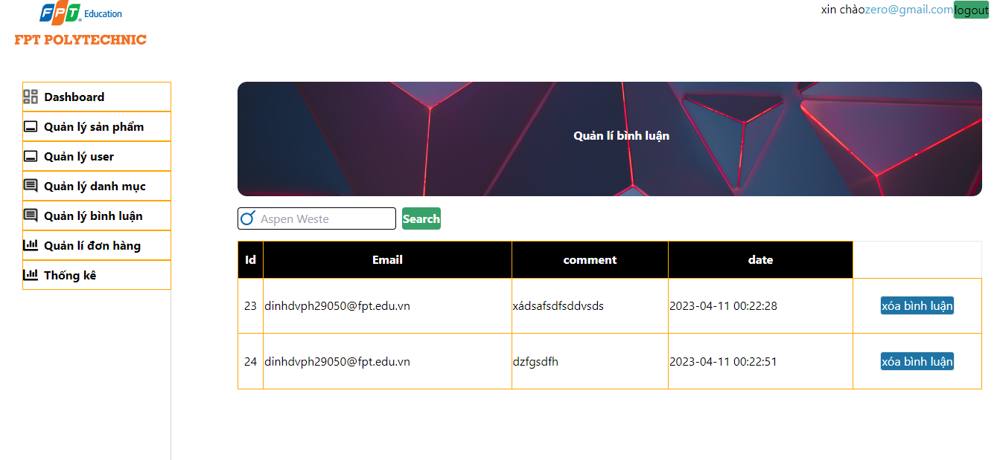 FPT Education
FPT POLYTECHNIC
xin chàozero@gmail.com logout
Dashboard
Quản lý sản phẩm
Quản lý user
Quản lý danh mục
Quản lý bình luận
Quản lí đơn hàng
Thống kê
Quản lí bình luận
Aspen Weste Search
Id Email comment date
23 dinhdvph29050@fpt.edu.vn xádsafsdfsddvsds 2023-04-11 00:22:28 xóa bình luận
24 dinhdvph29050@fpt.edu.vn dzfgsdfh 2023-04-11 00:22:51 xóa bình luận